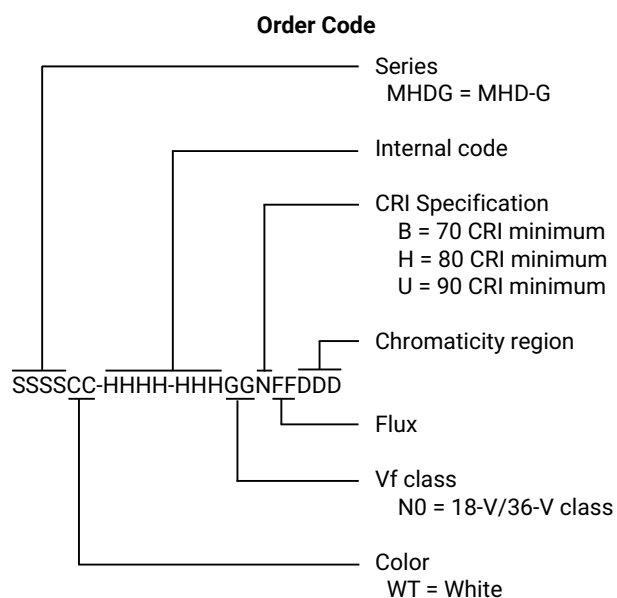 Order Code
Series
MHDG = MHD-G
Internal code
CRI Specification
B = 70 CRI minimum
H = 80 CRI minimum
U = 90 CRI minimum
Chromaticity region
SSSSCC-HHHH-HHHGGNFFDDD
Flux
Vf class
N0 = 18-V/36-V class
Color
WT = White